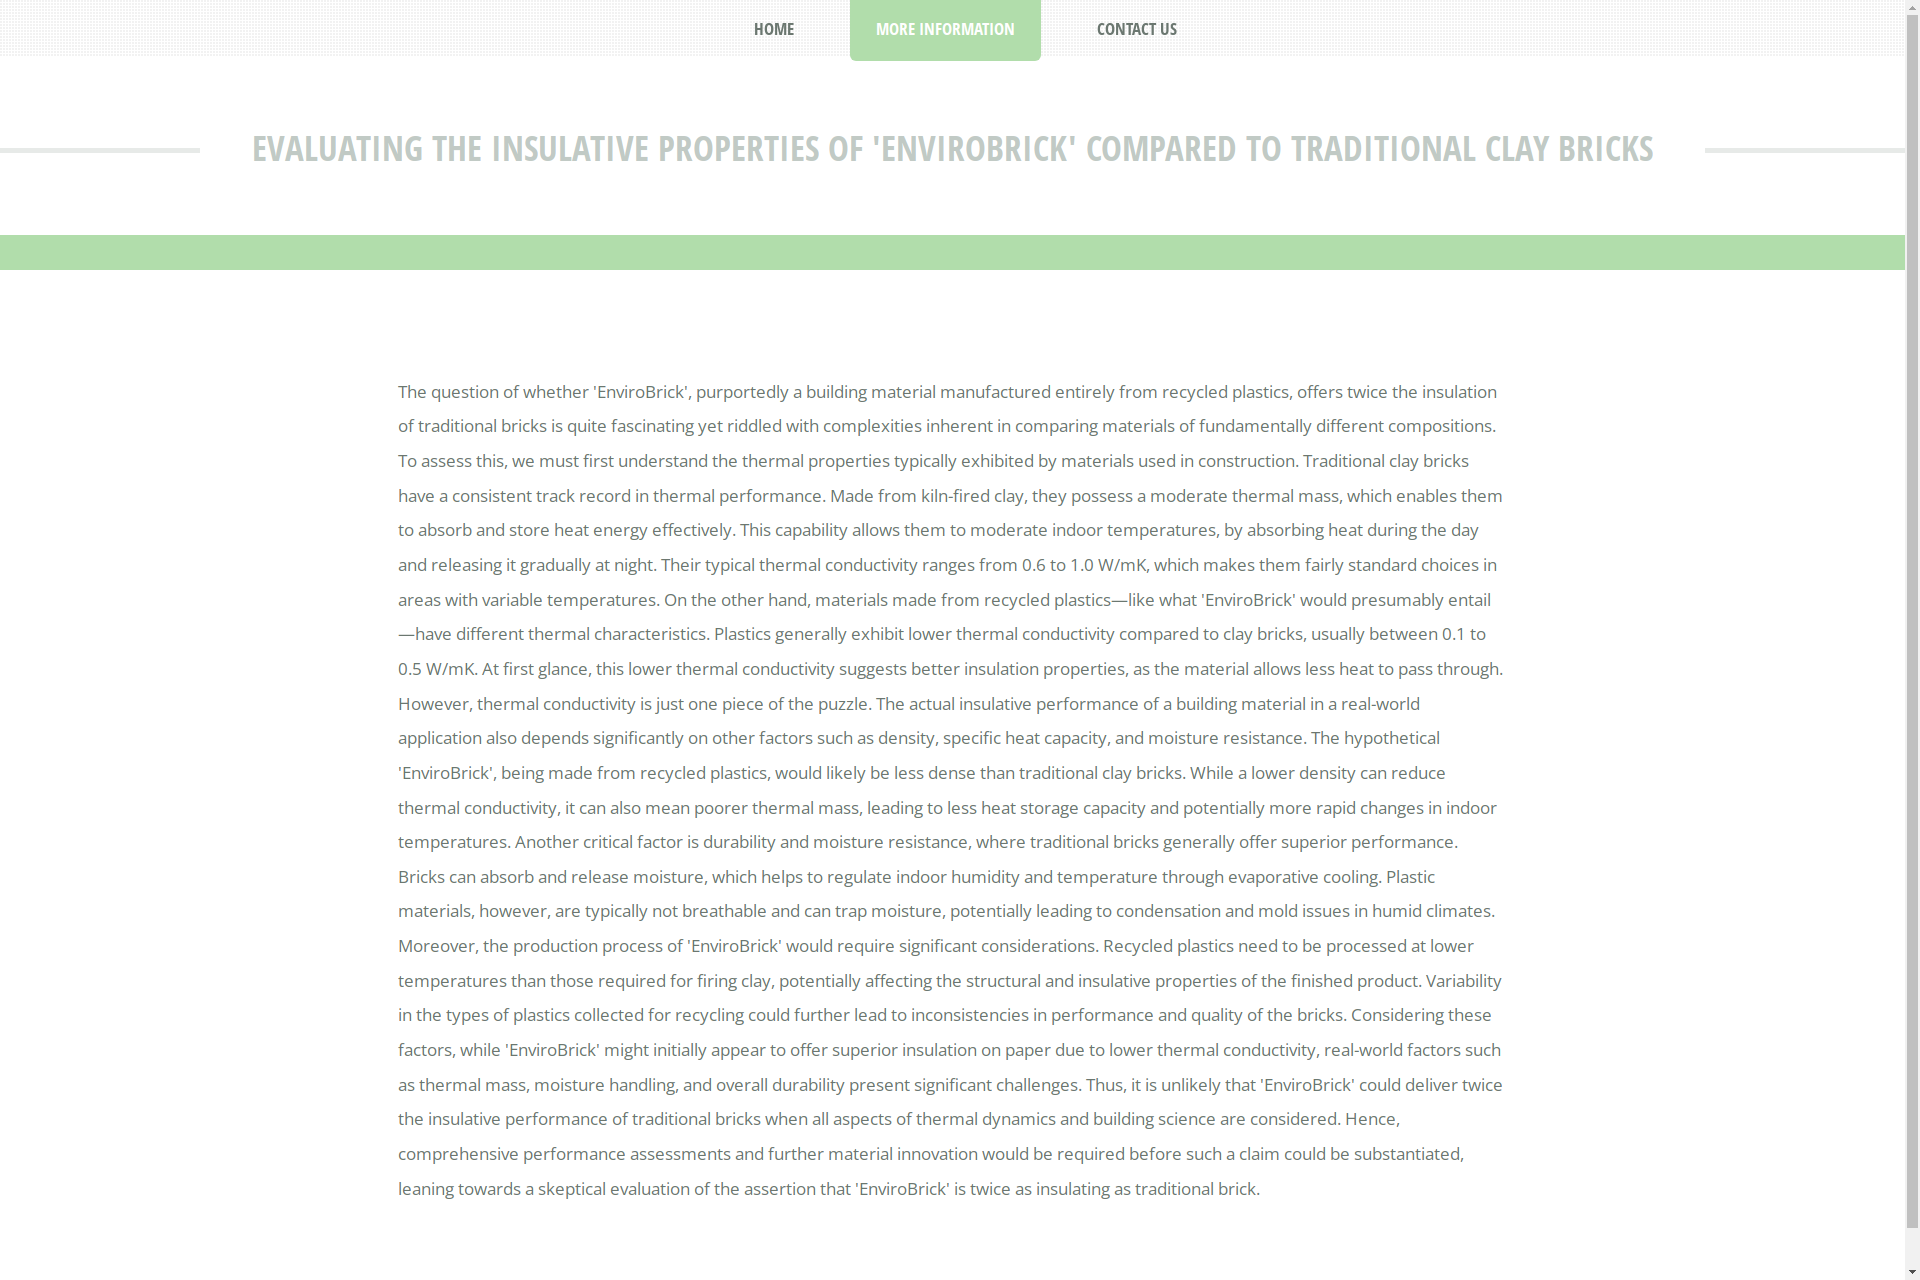 HOME
MORE INFORMATION
CONTACT US
EVALUATING THE INSULATIVE PROPERTIES OF 'ENVIROBRICK' COMPARED TO TRADITIONAL CLAY BRICKS
The question of whether 'EnviroBrick', purportedly a building material manufactured entirely from recycled plastics, offers twice the insulation
of traditional bricks is quite fascinating yet riddled with complexities inherent in comparing materials of fundamentally different compositions.
To assess this, we must first understand the thermal properties typically exhibited by materials used in construction. Traditional clay bricks
have a consistent track record in thermal performance. Made from kiln-fired clay, they possess a moderate thermal mass, which enables them
to absorb and store heat energy effectively. This capability allows them to moderate indoor temperatures, by absorbing heat during the day
and releasing it gradually at night. Their typical thermal conductivity ranges from 0.6 to 1.0 W/mK, which makes them fairly standard choices in
areas with variable temperatures. On the other hand, materials made from recycled plastics—like what 'EnviroBrick' would presumably entail
—have different thermal characteristics. Plastics generally exhibit lower thermal conductivity compared to clay bricks, usually between 0.1 to
0.5 W/mK. At first glance, this lower thermal conductivity suggests better insulation properties, as the material allows less heat to pass through.
However, thermal conductivity is just one piece of the puzzle. The actual insulative performance of a building material in a real-world
application also depends significantly on other factors such as density, specific heat capacity, and moisture resistance. The hypothetical
'EnviroBrick', being made from recycled plastics, would likely be less dense than traditional clay bricks. While a lower density can reduce
thermal conductivity, it can also mean poorer thermal mass, leading to less heat storage capacity and potentially more rapid changes in indoor
temperatures. Another critical factor is durability and moisture resistance, where traditional bricks generally offer superior performance.
Bricks can absorb and release moisture, which helps to regulate indoor humidity and temperature through evaporative cooling. Plastic
materials, however, are typically not breathable and can trap moisture, potentially leading to condensation and mold issues in humid climates.
Moreover, the production process of 'EnviroBrick' would require significant considerations. Recycled plastics need to be processed at lower
temperatures than those required for firing clay, potentially affecting the structural and insulative properties of the finished product. Variability
in the types of plastics collected for recycling could further lead to inconsistencies in performance and quality of the bricks. Considering these
factors, while 'EnviroBrick' might initially appear to offer superior insulation on paper due to lower thermal conductivity, real-world factors such
as thermal mass, moisture handling, and overall durability present significant challenges. Thus, it is unlikely that 'EnviroBrick' could deliver twice
the insulative performance of traditional bricks when all aspects of thermal dynamics and building science are considered. Hence,
comprehensive performance assessments and further material innovation would be required before such a claim could be substantiated,
leaning towards a skeptical evaluation of the assertion that 'EnviroBrick' is twice as insulating as traditional brick.